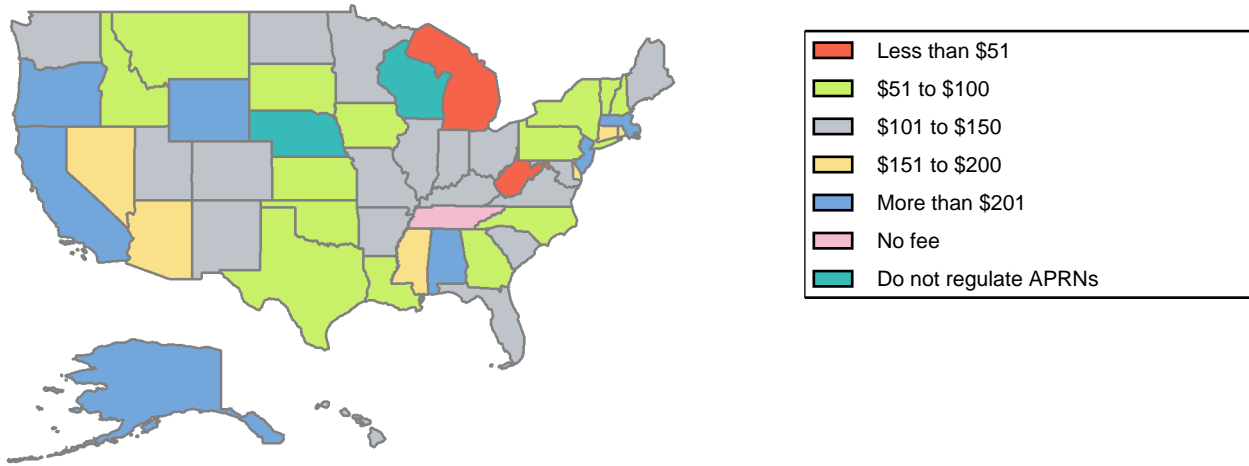 Less than $51
$51 to $100
$101 to $150
$151 to $200
More than $201
No fee
Do not regulate APRNs